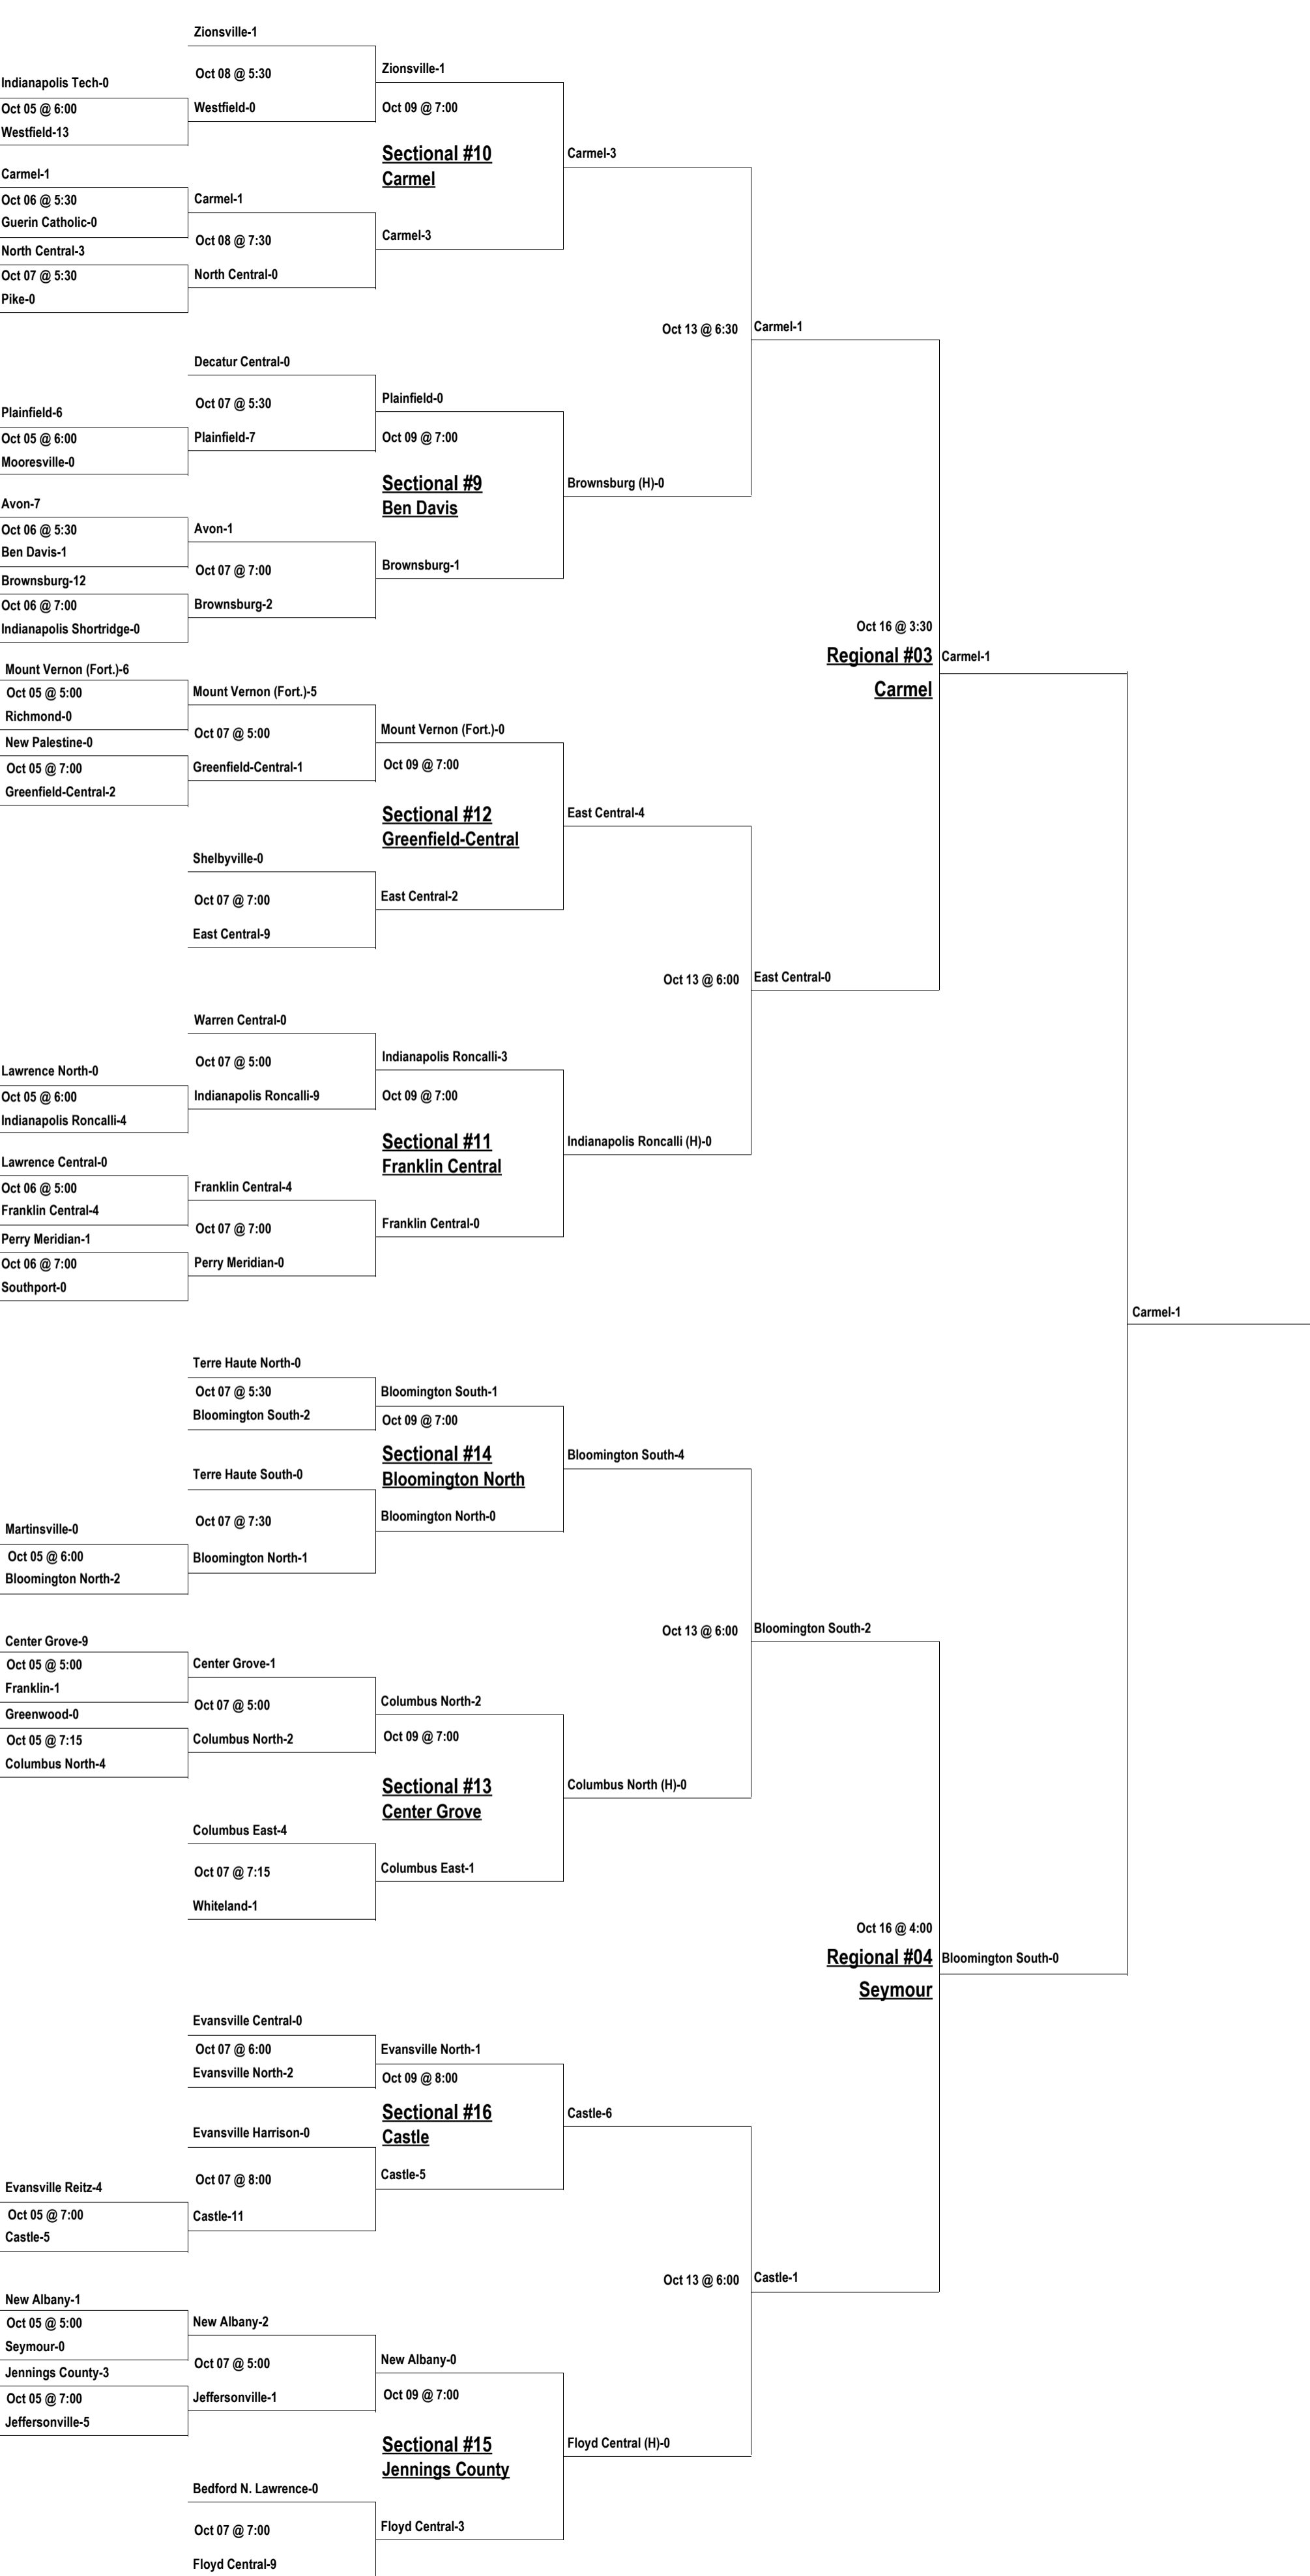 Zionsville-1
Oct 08 @ 5:30
Zionsville-1
Indianapolis Tech-0
Oct 05 @ 6:00
Westfield-0
Oct 09 @ 7:00
Westfield-13
Sectional #10
Carmel
Carmel-3
Carmel-1
Oct 06 @ 5:30
Carmel-1
Guerin Catholic-0
Oct 08 @ 7:30
Carmel-3
North Central-3
Oct 07 @ 5:30
North Central-0
Pike-0
Oct 13 @ 6:30
Carmel-1
Decatur Central-0
Oct 07 @ 5:30
Plainfield-0
Plainfield-6
Oct 05 @ 6:00
Plainfield-7
Oct 09 @ 7:00
Mooresville-0
Sectional #9
Ben Davis
Brownsburg (H)-0
Avon-7
Oct 06 @ 5:30
Avon-1
Ben Davis-1
Oct 07 @ 7:00
Brownsburg-1
Brownsburg-12
Oct 06 @ 7:00
Brownsburg-2
Indianapolis Shortridge-0
Oct 16 @ 3:30
Regional #03
Carmel
Carmel-1
Mount Vernon (Fort.)-6
Oct 05 @ 5:00
Mount Vernon (Fort.)-5
Richmond-0
Oct 07 @ 5:00
Mount Vernon (Fort.)-0
New Palestine-0
Oct 05 @ 7:00
Greenfield-Central-1
Oct 09 @ 7:00
Greenfield-Central-2
Sectional #12
Greenfield-Central
East Central-4
Shelbyville-0
Oct 07 @ 7:00
East Central-2
East Central-9
Oct 13 @ 6:00
East Central-0
Warren Central-0
Oct 07 @ 5:00
Indianapolis Roncalli-3
Lawrence North-0
Oct 05 @ 6:00
Indianapolis Roncalli-9
Oct 09 @ 7:00
Indianapolis Roncalli-4
Sectional #11
Franklin Central
Indianapolis Roncalli (H)-0
Lawrence Central-0
Oct 06 @ 5:00
Franklin Central-4
Franklin Central-4
Oct 07 @ 7:00
Franklin Central-0
Perry Meridian-1
Oct 06 @ 7:00
Perry Meridian-0
Southport-0
Carmel-1
Terre Haute North-0
Oct 07 @ 5:30
Bloomington South-1
Bloomington South-2
Oct 09 @ 7:00
Sectional #14
Bloomington North
Bloomington South-4
Terre Haute South-0
Oct 07 @ 7:30
Bloomington North-0
Martinsville-0
Oct 05 @ 6:00
Bloomington North-1
Bloomington North-2
Oct 13 @ 6:00
Bloomington South-2
Center Grove-9
Oct 05 @ 5:00
Center Grove-1
Franklin-1
Oct 07 @ 5:00
Columbus North-2
Greenwood-0
Oct 05 @ 7:15
Columbus North-2
Oct 09 @ 7:00
Columbus North-4
Sectional #13
Center Grove
Columbus North (H)-0
Columbus East-4
Oct 07 @ 7:15
Columbus East-1
Whiteland-1
Oct 16 @ 4:00
Regional #04
Seymour
Bloomington South-0
Evansville Central-0
Oct 07 @ 6:00
Evansville North-1
Evansville North-2
Oct 09 @ 8:00
Sectional #16
Castle
Castle-6
Evansville Harrison-0
Oct 07 @ 8:00
Castle-5
Evansville Reitz-4
Oct 05 @ 7:00
Castle-11
Castle-5
Oct 13 @ 6:00
Castle-1
New Albany-1
Oct 05 @ 5:00
New Albany-2
Seymour-0
Oct 07 @ 5:00
New Albany-0
Jennings County-3
Oct 05 @ 7:00
Jeffersonville-1
Oct 09 @ 7:00
Jeffersonville-5
Sectional #15
Jennings County
Floyd Central (H)-0
Bedford N. Lawrence-0
Oct 07 @ 7:00
Floyd Central-3
Floyd Central-9